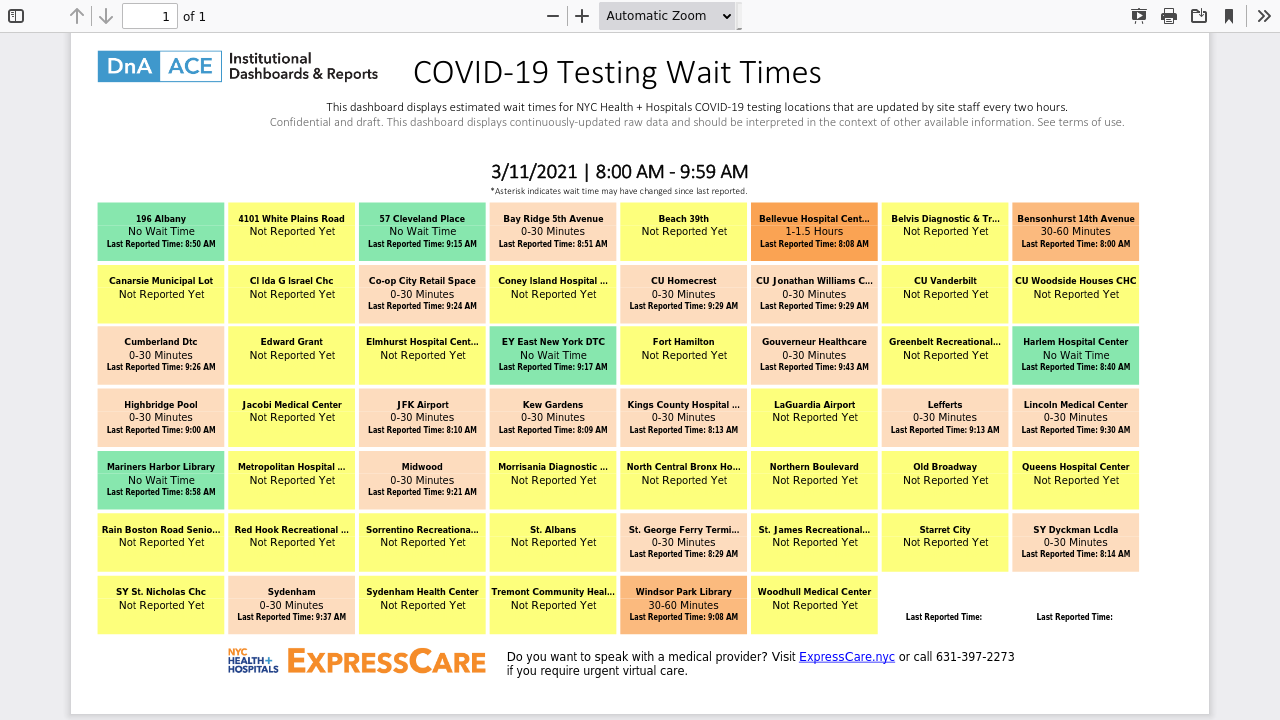 1 of 1
Automatic Zoom
DnA ACE Institutional
Dashboards & Reports
COVID-19 Testing Wait Times
This dashboard displays estimated wait times for NYC Health + Hospitals COVID-19 testing locations that are updated by site staff every two hours.
Confidential and draft. This dashboard displays continuously-updated raw data and should be interpreted in the context of other available information. See terms of use.
3/11/2021 | 8:00 AM - 9:59 AM
*Asterisk indicates wait time may have changed since last reported.
196 Albany
No Wait Time
Last Reported Time: 8:50 AM
4101 White Plains Road
Not Reported Yet
57 Cleveland Place
No Wait Time
Last Reported Time: 9:15 AM
Bay Ridge 5th Avenue
0-30 Minutes
Last Reported Time: 8:51 AM
Beach 39th
Not Reported Yet
Bellevue Hospital Cent...
1-1.5 Hours
Last Reported Time: 8:08 AM
Belvis Diagnostic & Tr...
Not Reported Yet
Bensonhurst 14th Avenue
30-60 Minutes
Last Reported Time: 8:00 AM
Canarsie Municipal Lot
Not Reported Yet
CI Ida G Israel Chc
Not Reported Yet
Co-op City Retail Space
0-30 Minutes
Last Reported Time: 9:24 AM
Coney Island Hospital ...
Not Reported Yet
CU Homecrest
0-30 Minutes
Last Reported Time: 9:29 AM
CU Jonathan Williams C...
0-30 Minutes
Last Reported Time: 9:29 AM
CU Vanderbilt
Not Reported Yet
CU Woodside Houses CHC
Not Reported Yet
Cumberland Dtc
0-30 Minutes
Last Reported Time: 9:26 AM
Edward Grant
Not Reported Yet
Elmhurst Hospital Cent...
Not Reported Yet
EY East New York DTC
No Wait Time
Last Reported Time: 9:17 AM
Fort Hamilton
Not Reported Yet
Gouverneur Healthcare
0-30 Minutes
Last Reported Time: 9:43 AM
Greenbelt Recreational...
Not Reported Yet
Harlem Hospital Center
No Wait Time
Last Reported Time: 8:40 AM
Highbridge Pool
0-30 Minutes
Last Reported Time: 9:00 AM
Jacobi Medical Center
Not Reported Yet
JFK Airport
0-30 Minutes
Last Reported Time: 8:10 AM
Kew Gardens
0-30 Minutes
Last Reported Time: 8:09 AM
Kings County Hospital ...
0-30 Minutes
Last Reported Time: 8:13 AM
LaGuardia Airport
Not Reported Yet
Lefferts
0-30 Minutes
Last Reported Time: 9:13 AM
Lincoln Medical Center
0-30 Minutes
Last Reported Time: 9:30 AM
Mariners Harbor Library
No Wait Time
Last Reported Time: 8:58 AM
Metropolitan Hospital ...
Not Reported Yet
Midwood
0-30 Minutes
Last Reported Time: 9:21 AM
Morrisania Diagnostic ...
Not Reported Yet
North Central Bronx Ho...
Not Reported Yet
Northern Boulevard
Not Reported Yet
Old Broadway
Not Reported Yet
Queens Hospital Center
Not Reported Yet
Rain Boston Road Senio...
Not Reported Yet
Red Hook Recreational ...
Not Reported Yet
Sorrentino Recreationa...
Not Reported Yet
St. Albans
Not Reported Yet
St. George Ferry Termi...
0-30 Minutes
Last Reported Time: 8:29 AM
St. James Recreational...
Not Reported Yet
Starret City
Not Reported Yet
SY Dyckman Lcdla
0-30 Minutes
Last Reported Time: 8:14 AM
SY St. Nicholas Chc
Not Reported Yet
Sydenham
0-30 Minutes
Last Reported Time: 9:37 AM
Sydenham Health Center
Not Reported Yet
Tremont Community Heal...
Not Reported Yet
Windsor Park Library
30-60 Minutes
Last Reported Time: 9:08 AM
Woodhull Medical Center
Not Reported Yet
Last Reported Time:
Last Reported Time:
NYC
HEALTH+
HOSPITALS
EXPRESSCARE
Do you want to speak with a medical provider? Visit ExpressCare.nyc or call 631-397-2273
if you require urgent virtual care.